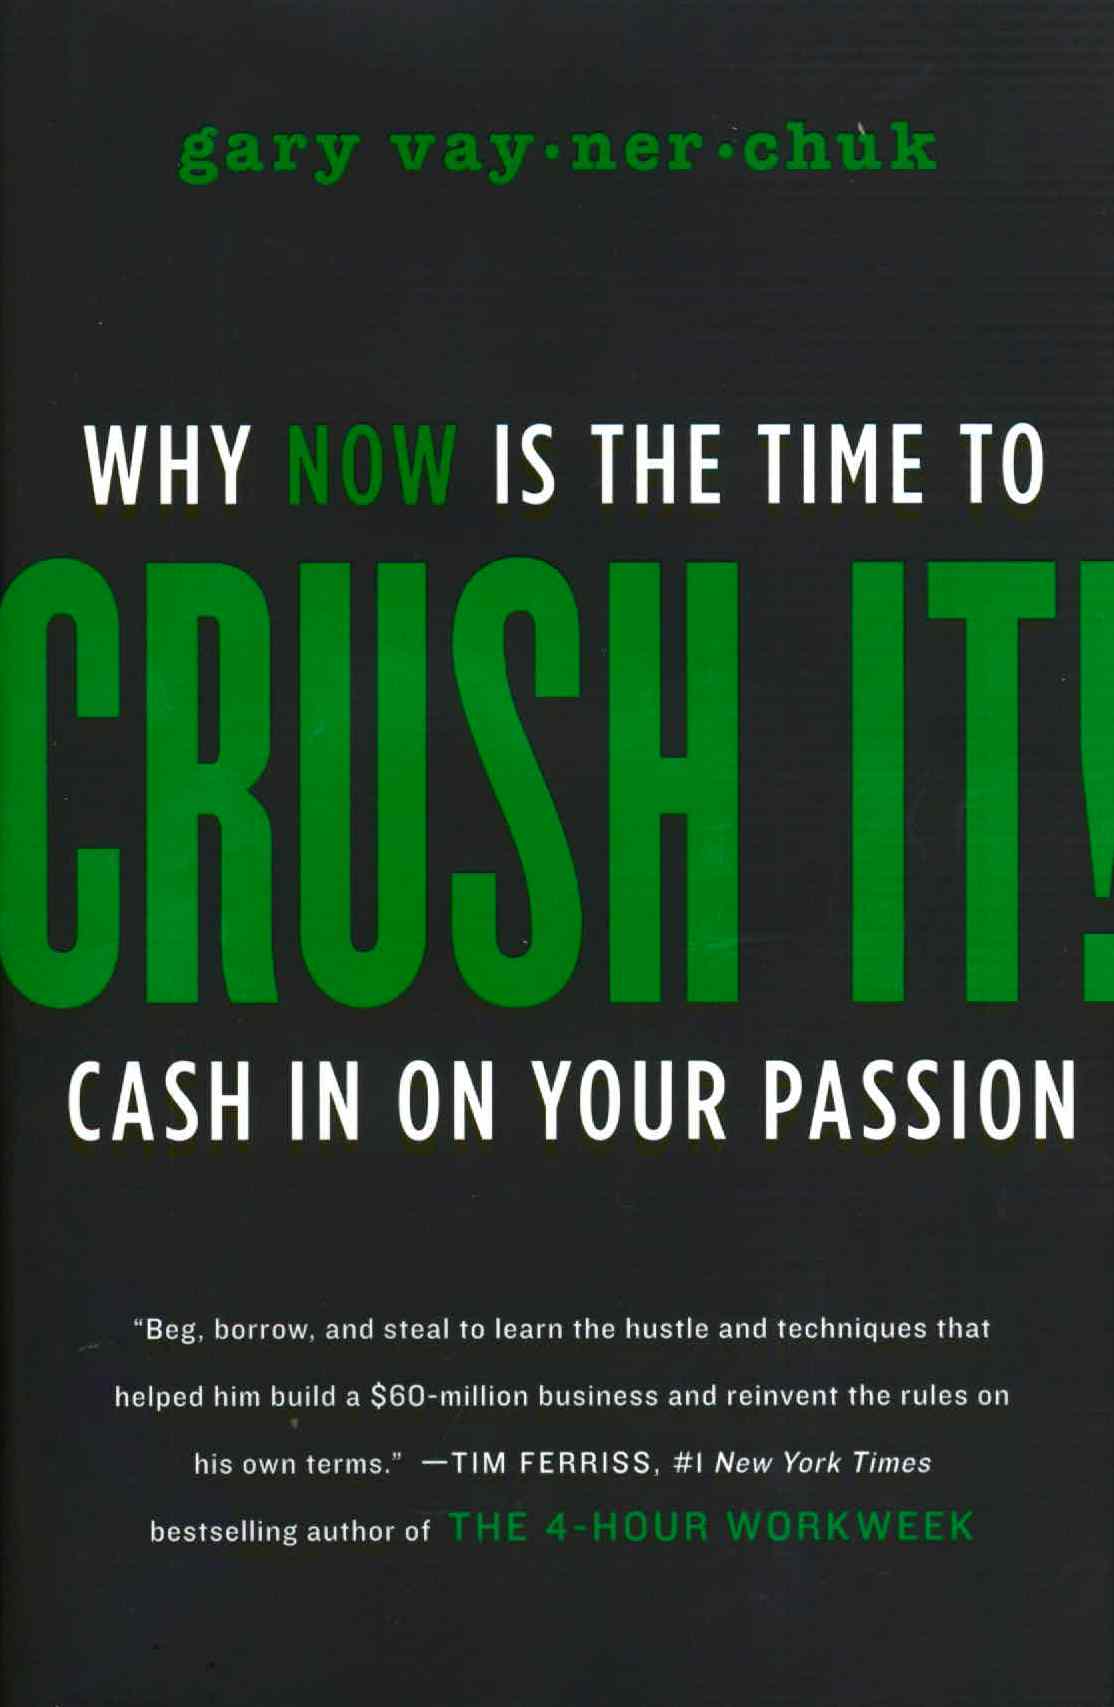 gary vay·ner·chuk
WHY NOW IS THE TIME TO
CRUSH IT!
CASH IN ON YOUR PASSION
“Beg, borrow, and steal to learn the hustle and techniques that
helped him build a $60-million business and reinvent the rules on
his own terms.” —TIM FERRISS, #1 New York Times
bestselling author of THE 4-HOUR WORKWEEK